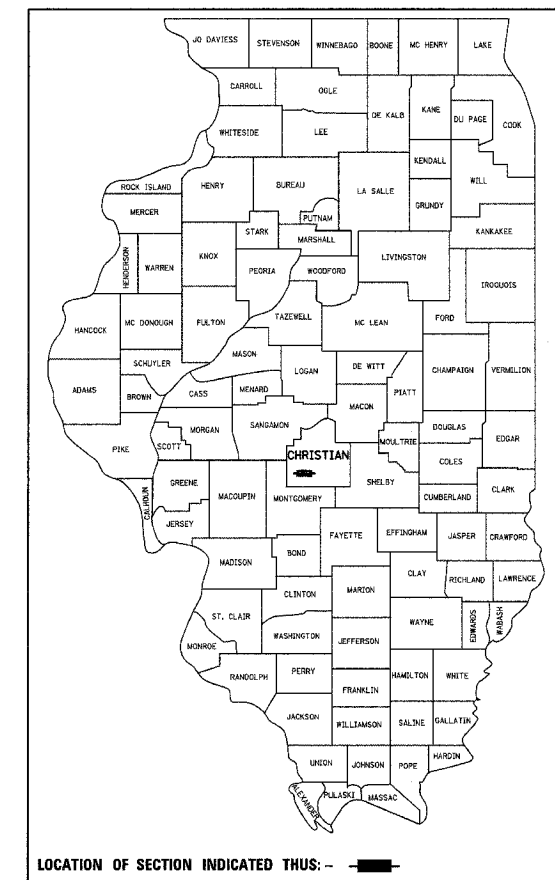 JO DAVIESS STEVENSON WINNEBAGO BOONE MC HENRY LAKE
CARROLL OGLE DE KALB KANE DU PAGE COOK
WHITESIDE LEE
KENDALL WILL
ROCK ISLAND HENRY BUREAU LA SALLE GRUNDY
MERCER PUTNAM KANKAKEE
HENDERSON WARREN KNOX STARK MARSHALL LIVINGSTON
PEORIA WOODFORD IROQUOIS
HANCOCK MC DONOUGH FULTON TAZEWELL MC LEAN FORD
SCHUYLER MASON CHAMPAIGN VERMILION
ADAMS BROWN CASS MENARD LOGAN DE WITT PIATT
MACON
MORGAN SANGAMON DOUGLAS
PIKE SCOTT CHRISTIAN MOULTRIE COLES EDGAR
GREENE MACOUPIN MONTGOMERY SHELBY CUMBERLAND CLARK
CALHOUN JERSEY
FAYETTE EFFINGHAM JASPER CRAWFORD
MADISON BOND
CLAY RICHLAND LAWRENCE
CLINTON MARION
ST. CLAIR WAYNE EDWARDS WABASH
MONROE WASHINGTON JEFFERSON
RANDOLPH PERRY HAMILTON WHITE
FRANKLIN
JACKSON WILLIAMSON SALINE GALLATIN
UNION JOHNSON POPE HARDIN
ALEXANDER PULASKI MASSAC
LOCATION OF SECTION INDICATED THUS: –